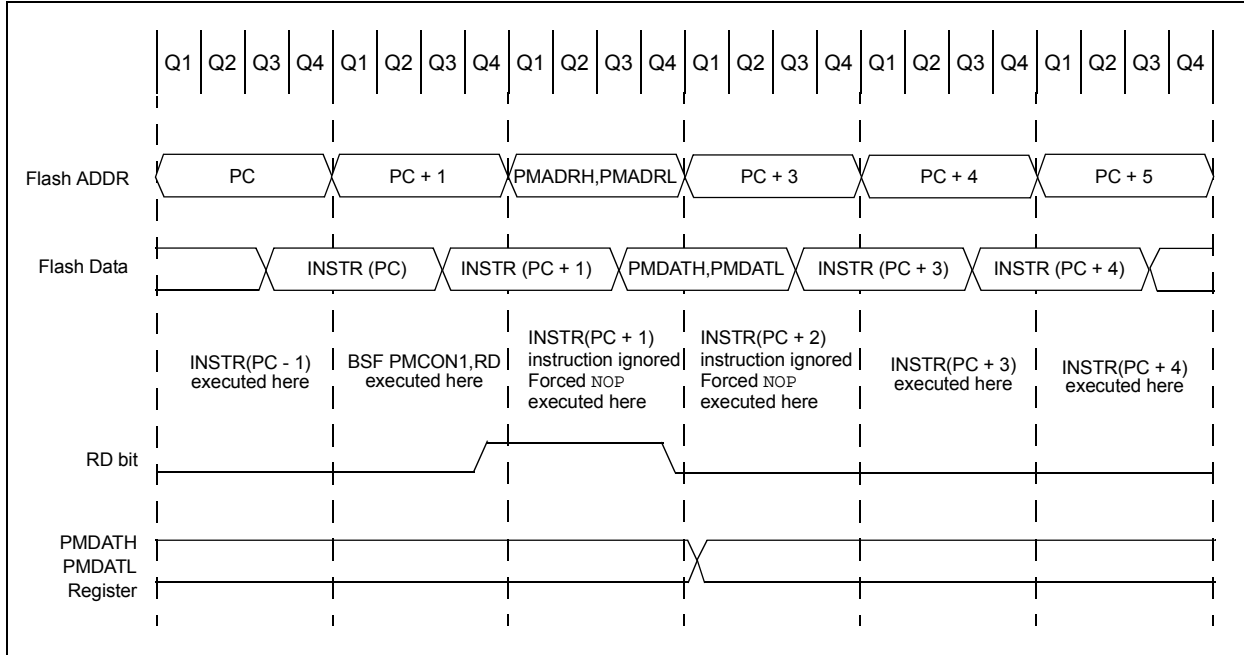 Q1 Q2 Q3 Q4 Q1 Q2 Q3 Q4 Q1 Q2 Q3 Q4 Q1 Q2 Q3 Q4 Q1 Q2 Q3 Q4 Q1 Q2 Q3 Q4
Flash ADDR PC PC + 1 PMADRH,PMADRL PC + 3 PC + 4 PC + 5
Flash Data INSTR (PC) INSTR (PC + 1) PMDATH,PMDATL INSTR (PC + 3) INSTR (PC + 4)
INSTR(PC - 1)
executed here
BSF PMCON1,RD
executed here
INSTR(PC + 1)
instruction ignored
Forced NOP
executed here
INSTR(PC + 2)
instruction ignored
Forced NOP
executed here
INSTR(PC + 3)
executed here
INSTR(PC + 4)
executed here
RD bit
PMDATH
PMDATL
Register